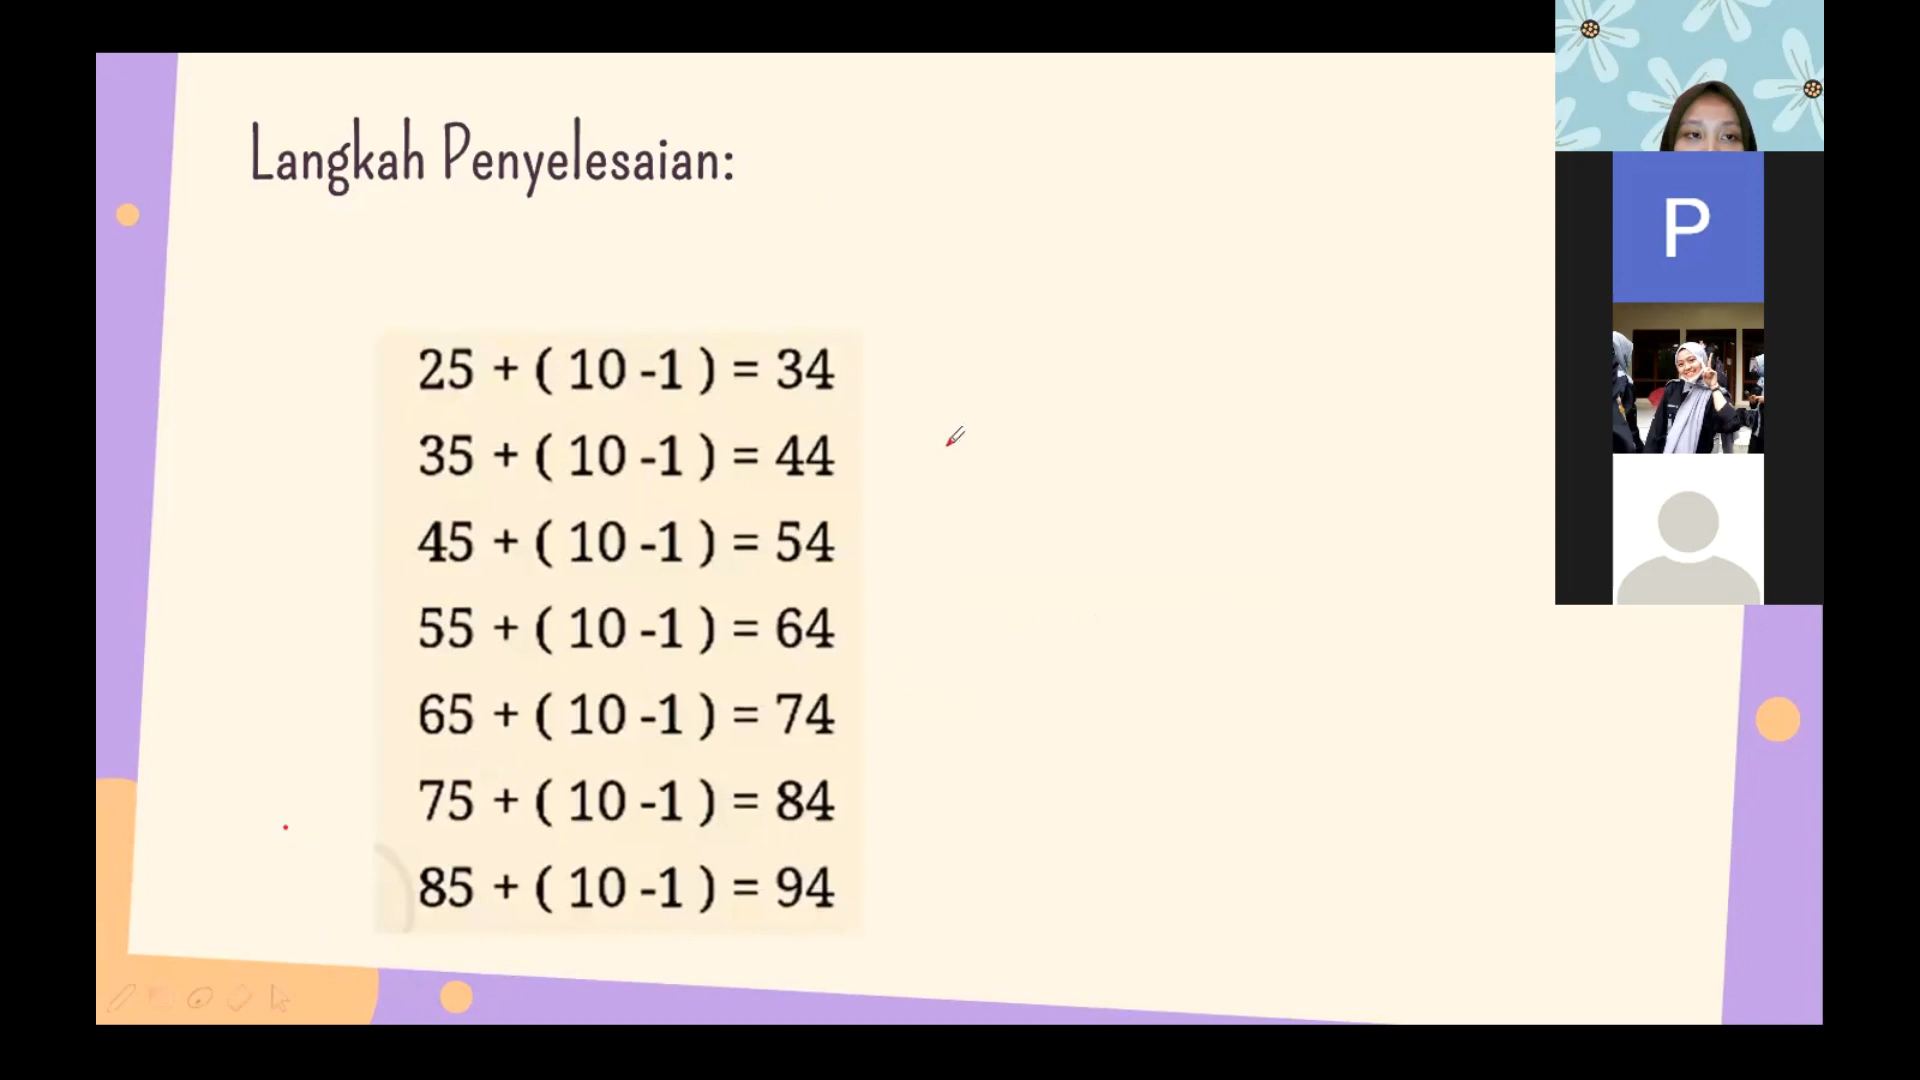 Langkah Penyelesaian:
25 + ( 10 -1 ) = 34
35 + ( 10 -1 ) = 44
45 + ( 10 -1 ) = 54
55 + ( 10 -1 ) = 64
65 + ( 10 -1 ) = 74
75 + ( 10 -1 ) = 84
85 + ( 10 -1 ) = 94
P